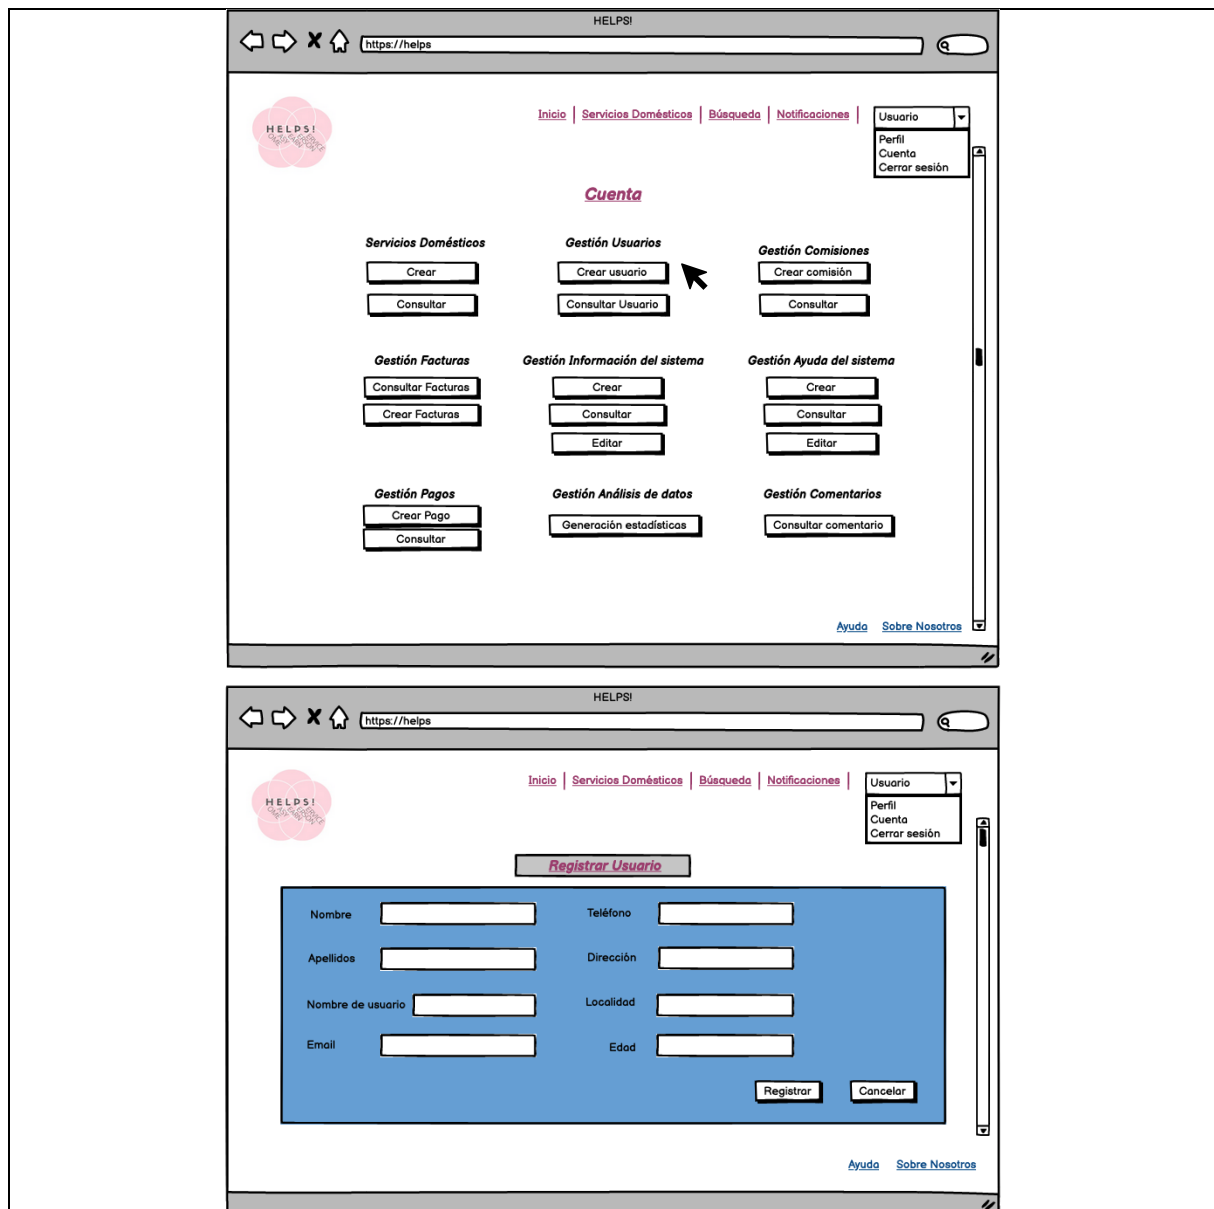 HELPS!
https://helps
HELPS!
Inicio | Servicios Domésticos | Búsqueda | Notificaciones |
Usuario
Perfil
Cuenta
Cerrar sesión
Cuenta
Servicios Domésticos
Crear
Consultar
Gestión Usuarios
Crear usuario
Consultar Usuario
Gestión Comisiones
Crear comisión
Consultar
Gestión Facturas
Consultar Facturas
Crear Facturas
Gestión Información del sistema
Crear
Consultar
Editar
Gestión Ayuda del sistema
Crear
Consultar
Editar
Gestión Pagos
Crear Pago
Consultar
Gestión Análisis de datos
Generación estadísticas
Gestión Comentarios
Consultar comentario
Ayuda Sobre Nosotros
HELPS!
https://helps
HELPS!
Inicio | Servicios Domésticos | Búsqueda | Notificaciones |
Usuario
Perfil
Cuenta
Cerrar sesión
Registrar Usuario
Nombre
Teléfono
Apellidos
Dirección
Nombre de usuario
Localidad
Email
Edad
Registrar
Cancelar
Ayuda Sobre Nosotros